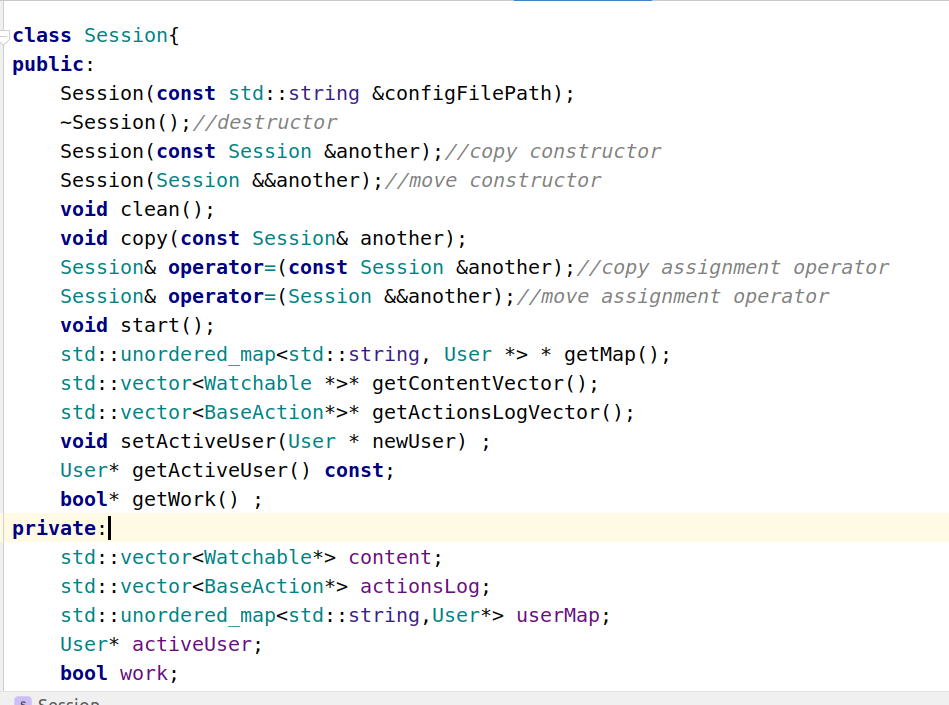 class Session{
public:
    Session(const std::string &configFilePath);
    ~Session();//destructor
    Session(const Session &another);//copy constructor
    Session(Session &&another);//move constructor
    void clean();
    void copy(const Session& another);
    Session& operator=(const Session &another);//copy assignment operator
    Session& operator=(Session &&another);//move assignment operator
    void start();
    std::unordered_map<std::string, User *> * getMap();
    std::vector<Watchable *>* getContentVector();
    std::vector<BaseAction*>* getActionsLogVector();
    void setActiveUser(User * newUser) ;
    User* getActiveUser() const;
    bool* getWork() ;
private:
    std::vector<Watchable*> content;
    std::vector<BaseAction*> actionsLog;
    std::unordered_map<std::string,User*> userMap;
    User* activeUser;
    bool work;
s Session